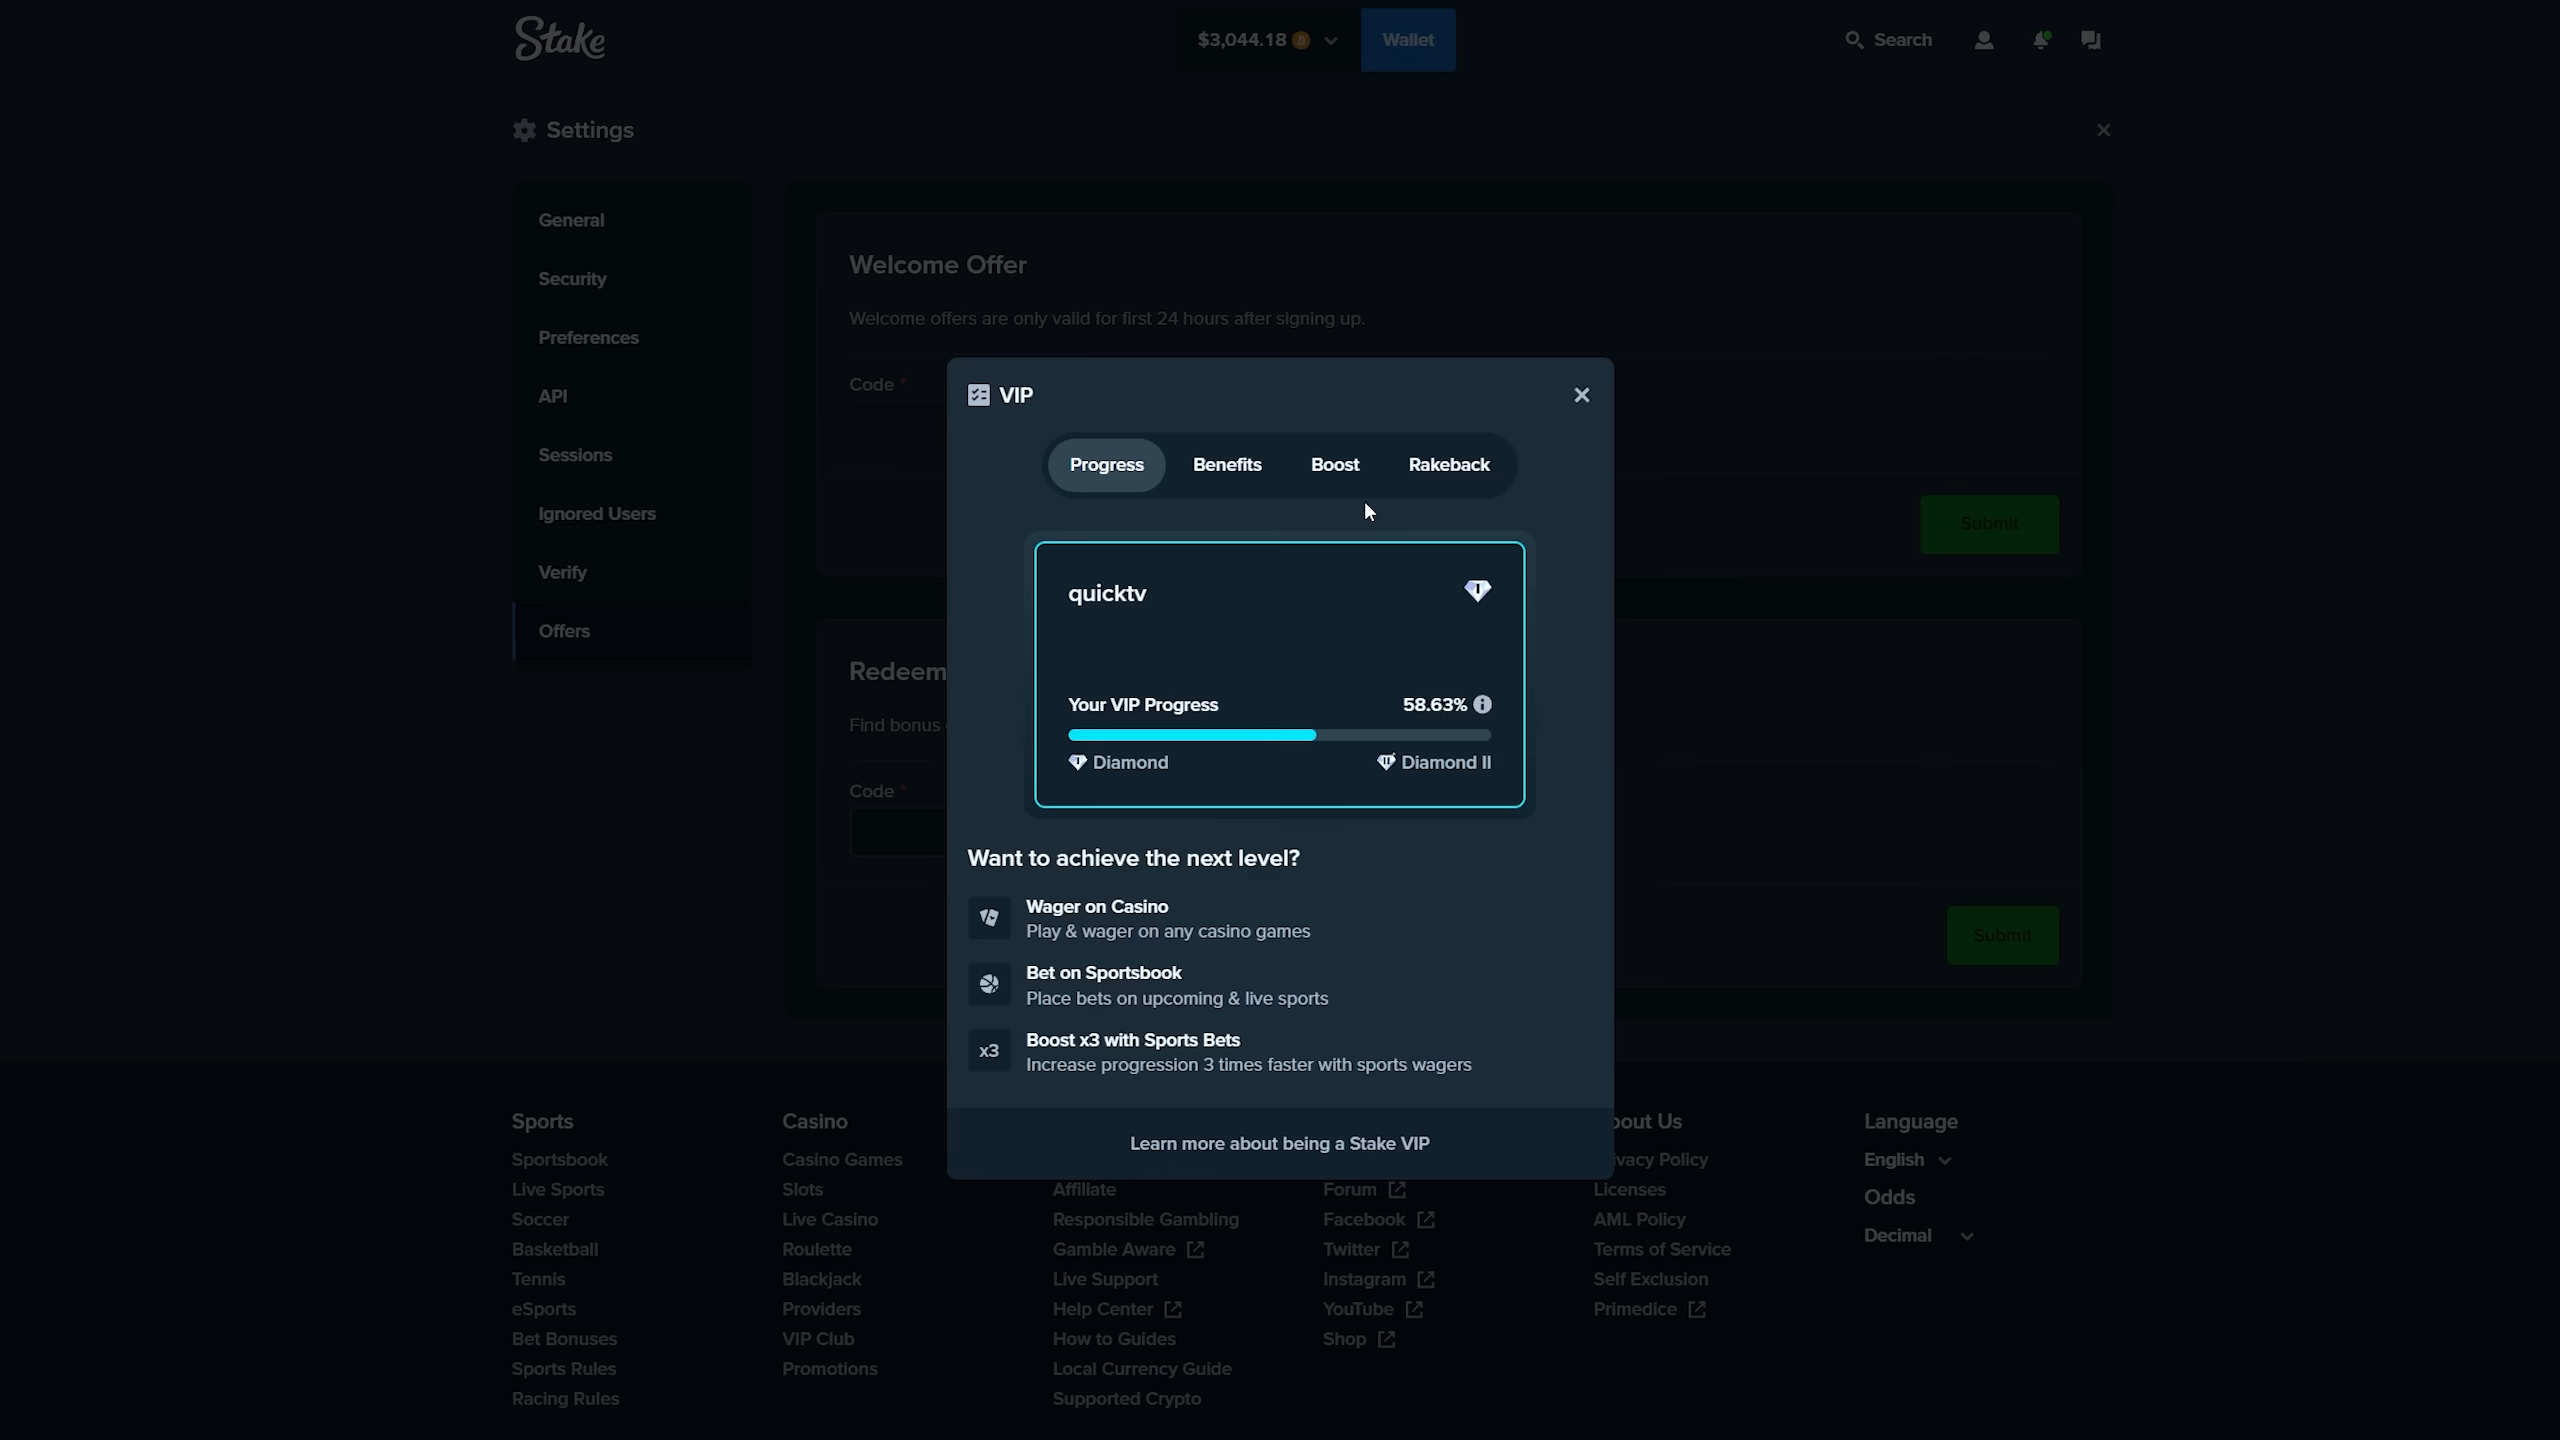 Stake
$3,044.18
Wallet
Search
Settings
General
Security
Preferences
API
Sessions
Ignored Users
Verify
Offers
Welcome Offer
Welcome offers are only valid for first 24 hours after signing up.
Code *
Submit
Redeem
Find bonus
Code *
Submit
VIP
Progress
Benefits
Boost
Rakeback
quicktv
Your VIP Progress
58.63%
Diamond
Diamond II
Want to achieve the next level?
Wager on Casino
Play & wager on any casino games
Bet on Sportsbook
Place bets on upcoming & live sports
x3
Boost x3 with Sports Bets
Increase progression 3 times faster with sports wagers
Learn more about being a Stake VIP
Sports
Sportsbook
Live Sports
Soccer
Basketball
Tennis
eSports
Bet Bonuses
Sports Rules
Racing Rules
Casino
Casino Games
Slots
Live Casino
Roulette
Blackjack
Providers
VIP Club
Promotions
Affiliate
Responsible Gambling
Gamble Aware
Live Support
Help Center
How to Guides
Local Currency Guide
Supported Crypto
Forum
Facebook
Twitter
Instagram
YouTube
Shop
bout Us
ivacy Policy
Licenses
AML Policy
Terms of Service
Self Exclusion
Primedice
Language
English
Odds
Decimal